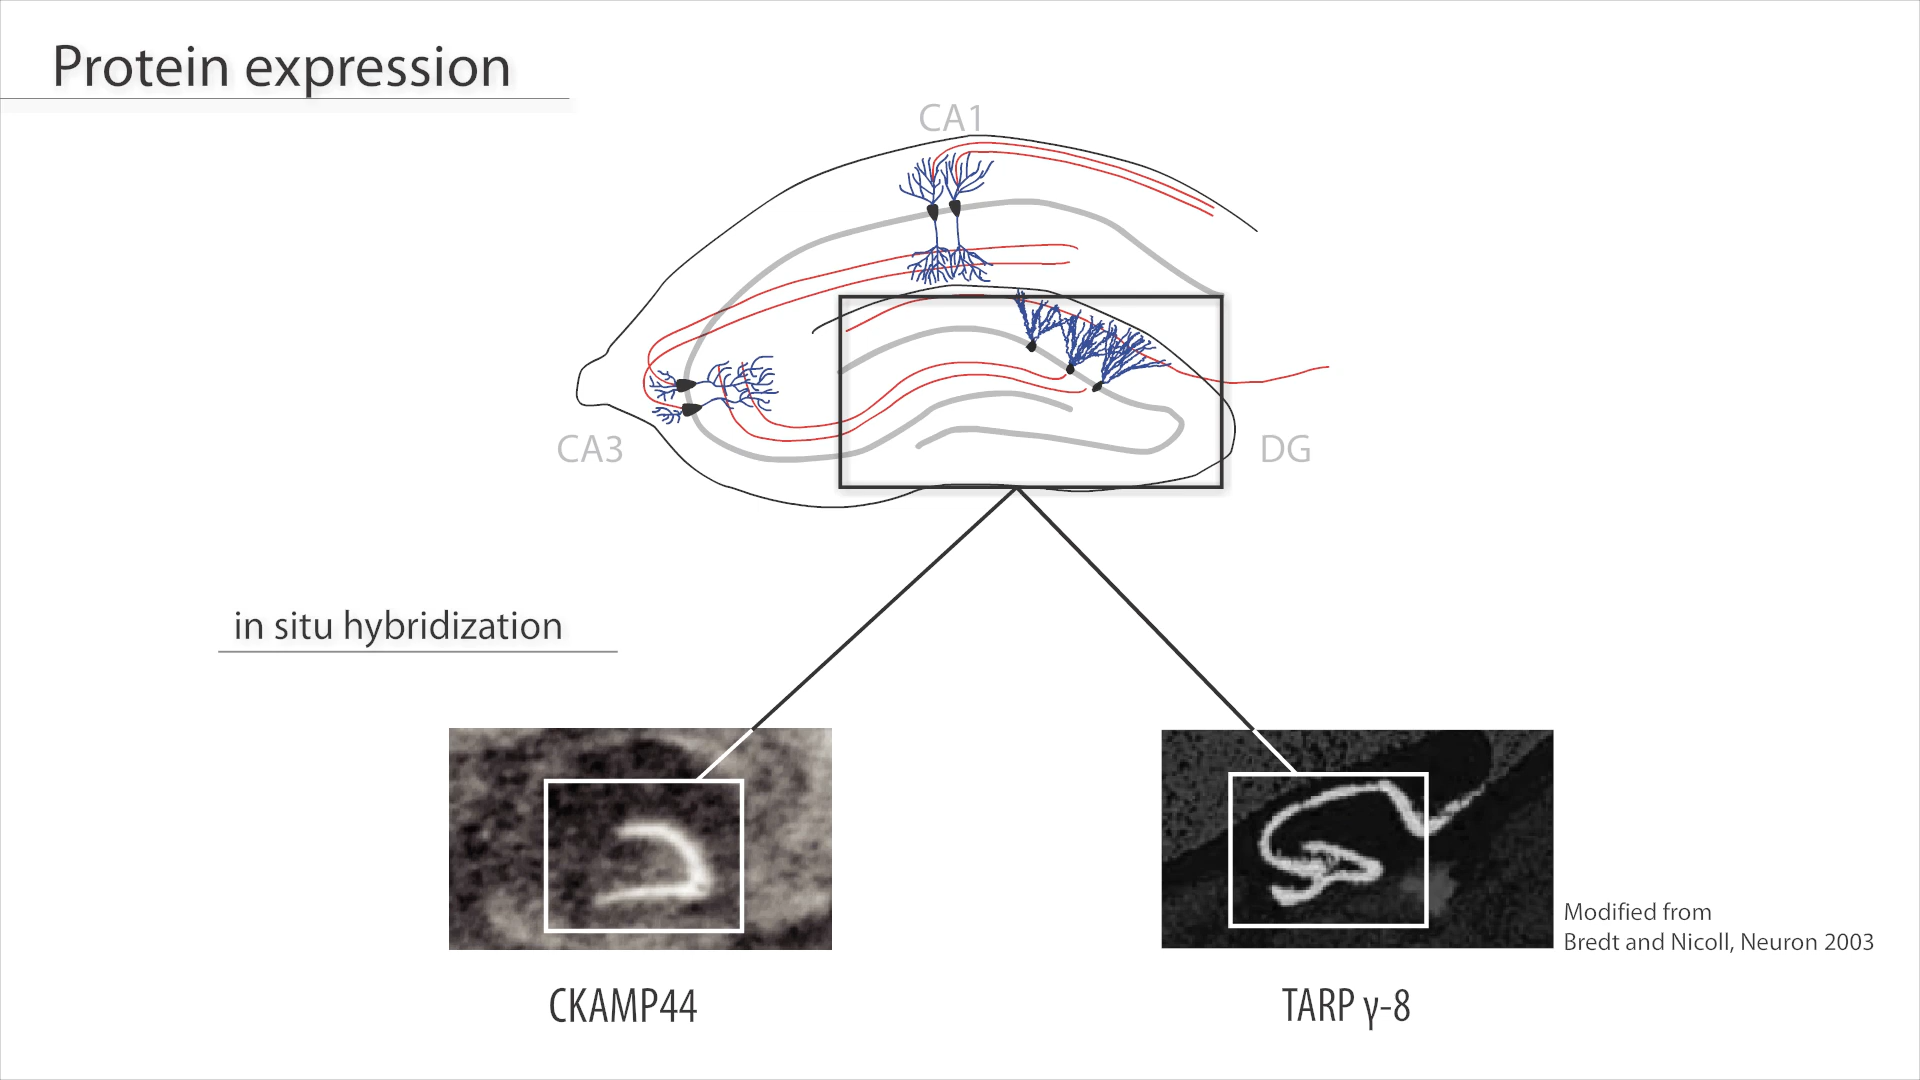 Protein expression
CA1
CA3
DG
in situ hybridization
Modified from
Bredt and Nicoll, Neuron 2003
CKAMP44
TARP γ-8